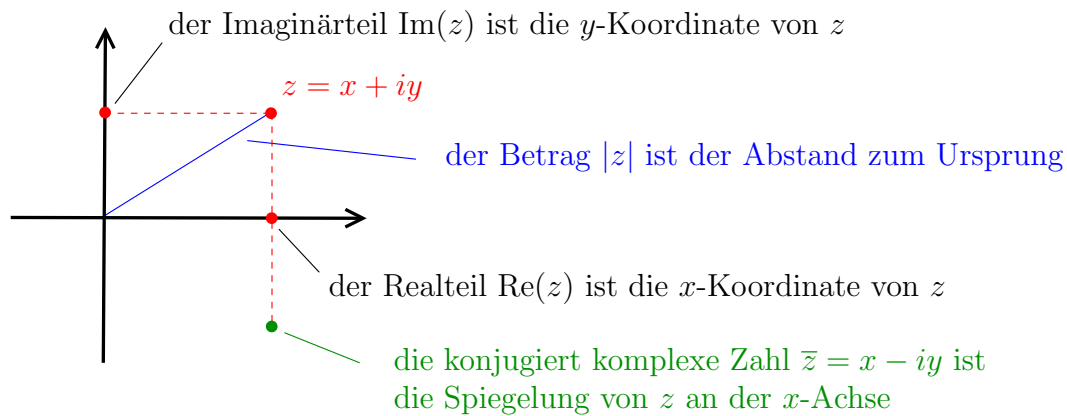 der Imaginärteil Im(z) ist die y-Koordinate von z
z = x + iy
der Betrag |z| ist der Abstand zum Ursprung
der Realteil Re(z) ist die x-Koordinate von z
die konjugiert komplexe Zahl z̅ = x − iy ist
die Spiegelung von z an der x-Achse